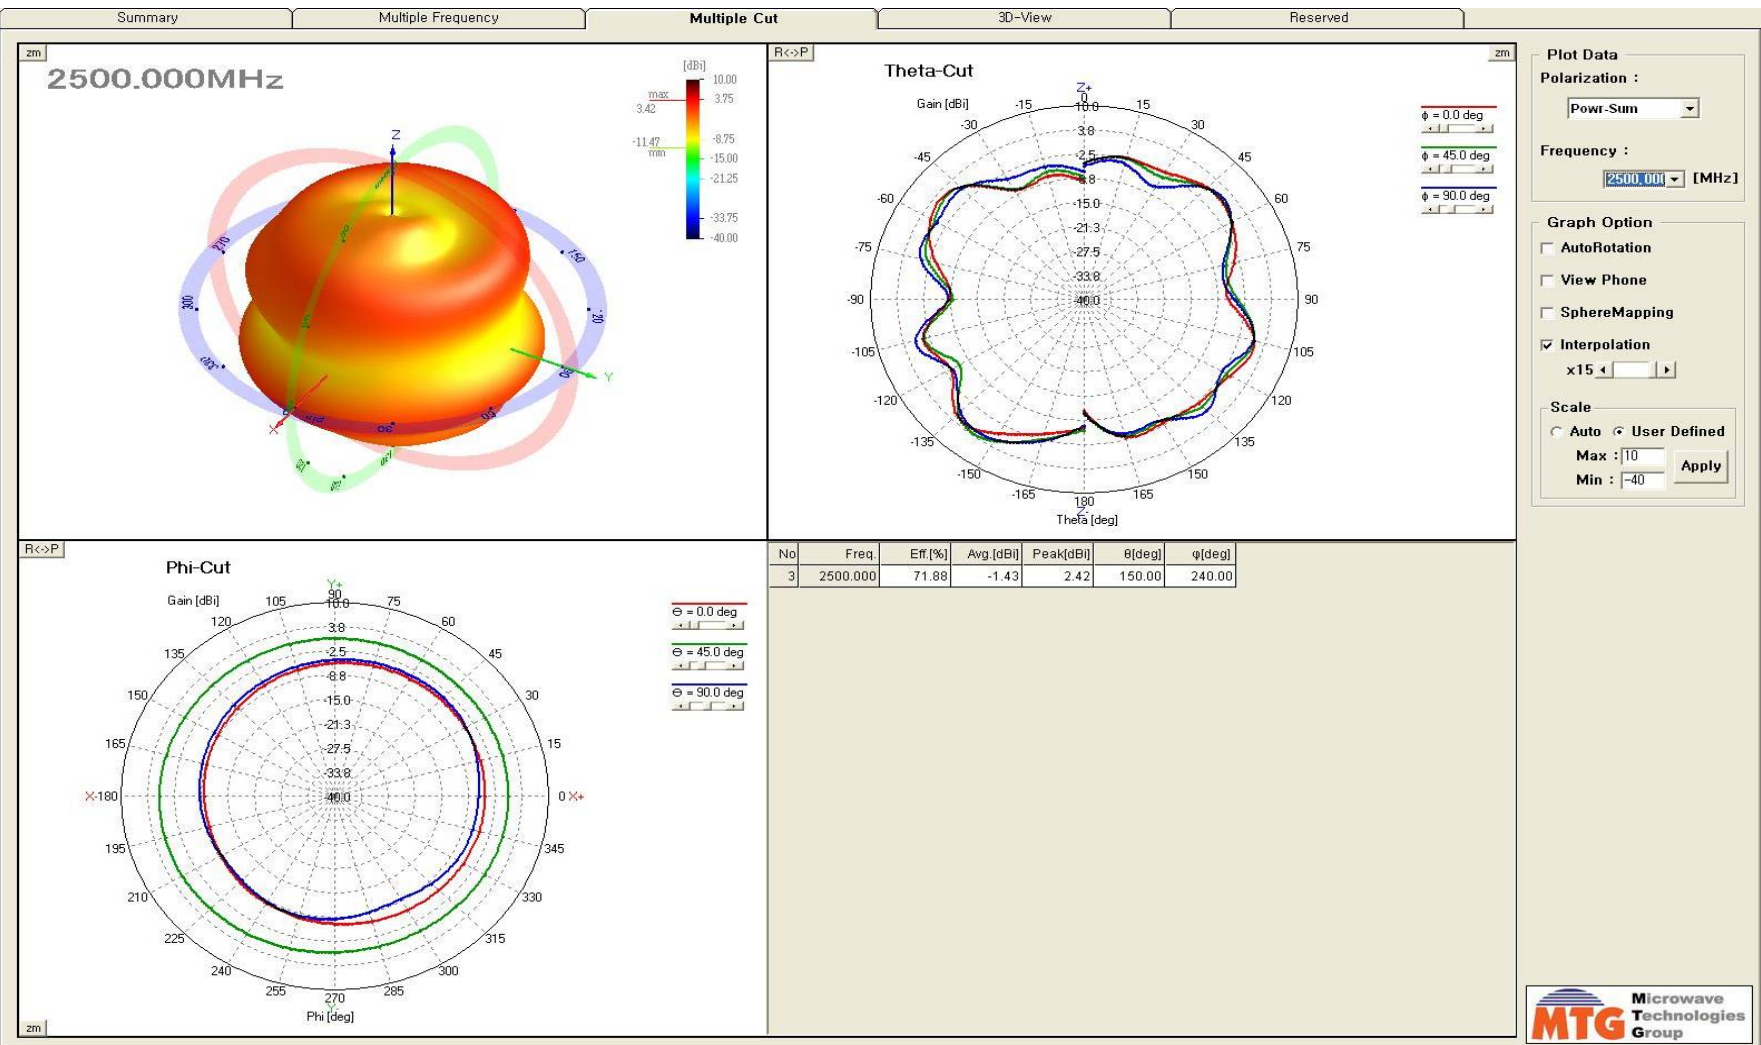 Summary
Multiple Frequency
Multiple Cut
3D-View
Reserved
zm
2500.000MHz
[dBi]
10.00
max
3.42
3.75
-11.47
min
-8.75
-15.00
-21.25
-33.75
-40.00
Z
270
300
330
30
60
120
150
X
Y
R<->P
zm
Theta-Cut
Gain [dBi]
Z+
0
-15
15
-30
30
-45
45
-60
60
-75
75
-90
90
-105
105
-120
120
-135
135
-150
150
-165
165
180
Z-
Theta [deg]
10.0
3.8
-2.5
-8.8
-15.0
-21.3
-27.5
-33.8
-40.0
ϕ = 0.0 deg
ϕ = 45.0 deg
ϕ = 90.0 deg
R<->P
Phi-Cut
Gain [dBi]
Y+
90
105
75
120
60
135
45
150
30
165
15
X-180
0 X+
195
345
210
330
225
315
240
300
255
285
270
Y-
Phi [deg]
10.0
3.8
-2.5
-8.8
-15.0
-21.3
-27.5
-33.8
-40.0
Θ = 0.0 deg
Θ = 45.0 deg
Θ = 90.0 deg
zm
No Freq. Eff.[%] Avg.[dBi] Peak[dBi] θ[deg] φ[deg]
3 2500.000 71.88 -1.43 2.42 150.00 240.00
Plot Data
Polarization :
Powr-Sum
Frequency :
2500.000 [MHz]
Graph Option
AutoRotation
View Phone
SphereMapping
Interpolation
x15
Scale
Auto User Defined
Max : 10
Min : -40
Apply
MTG
Microwave
Technologies
Group